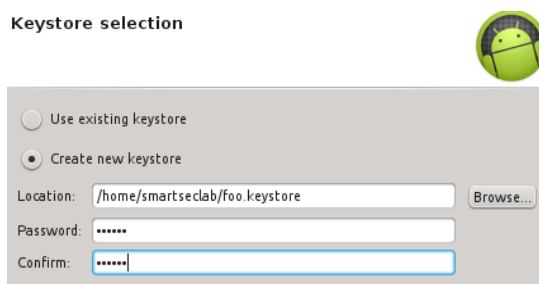 Keystore selection
Use existing keystore
Create new keystore
Location: /home/smartseclab/foo.keystore Browse...
Password: ••••••
Confirm: ••••••